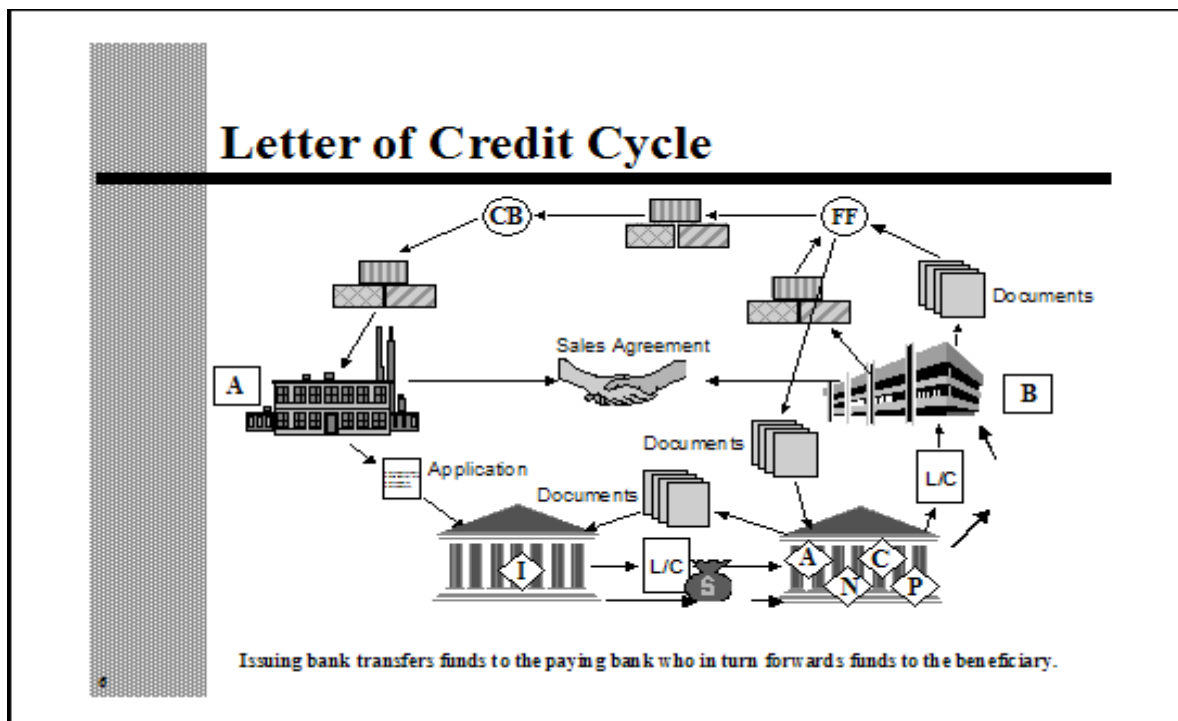 Letter of Credit Cycle
CB
FF
Documents
Sales Agreement
A
B
Documents
Application
L/C
Documents
I
L/C
$
A
C
N
P
Issuing bank transfers funds to the paying bank who in turn forwards funds to the beneficiary.
6